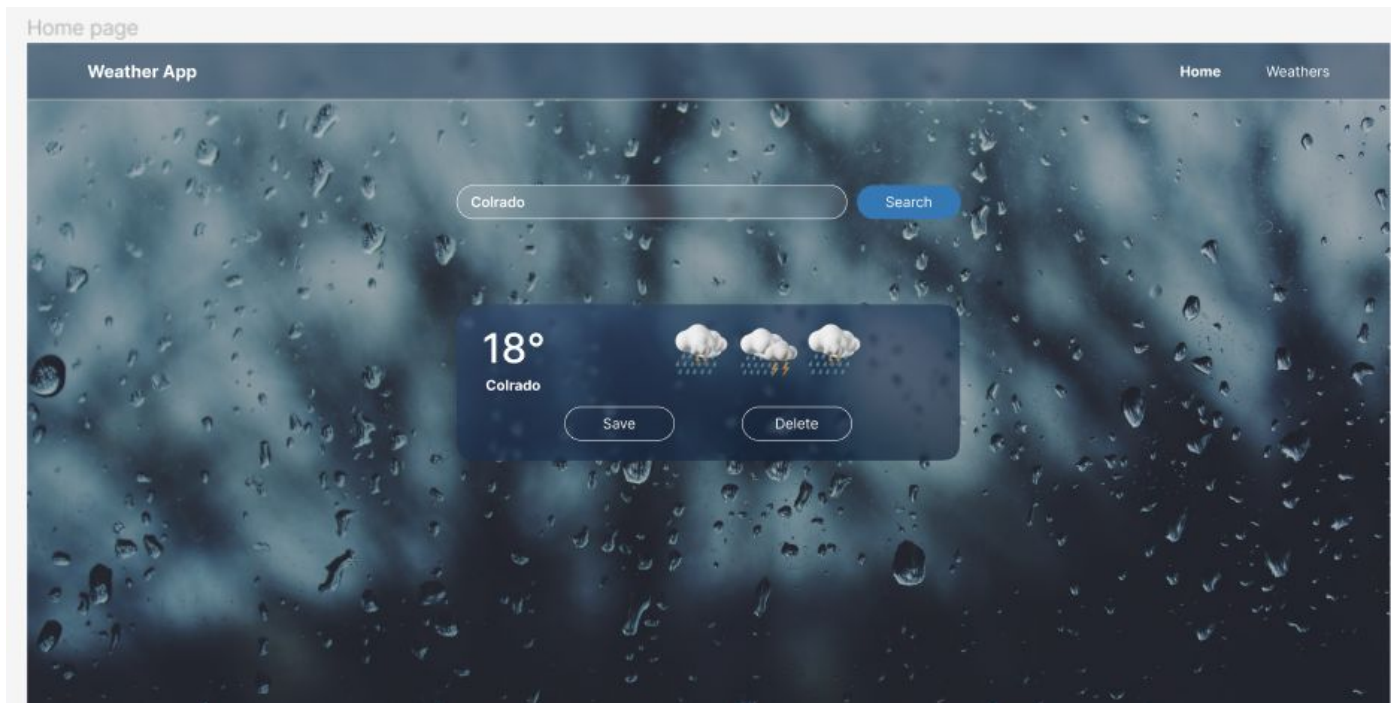 Home page
Weather App Home Weathers
Colrado Search
18°
Colrado
Save Delete